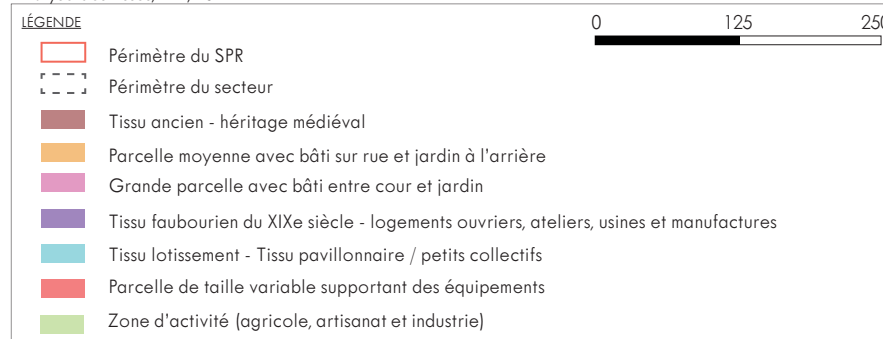 LÉGENDE
0 125 250
Périmètre du SPR
Périmètre du secteur
Tissu ancien - héritage médiéval
Parcelle moyenne avec bâti sur rue et jardin à l'arrière
Grande parcelle avec bâti entre cour et jardin
Tissu faubourien du XIXe siècle - logements ouvriers, ateliers, usines et manufactures
Tissu lotissement - Tissu pavillonnaire / petits collectifs
Parcelle de taille variable supportant des équipements
Zone d'activité (agricole, artisanat et industrie)